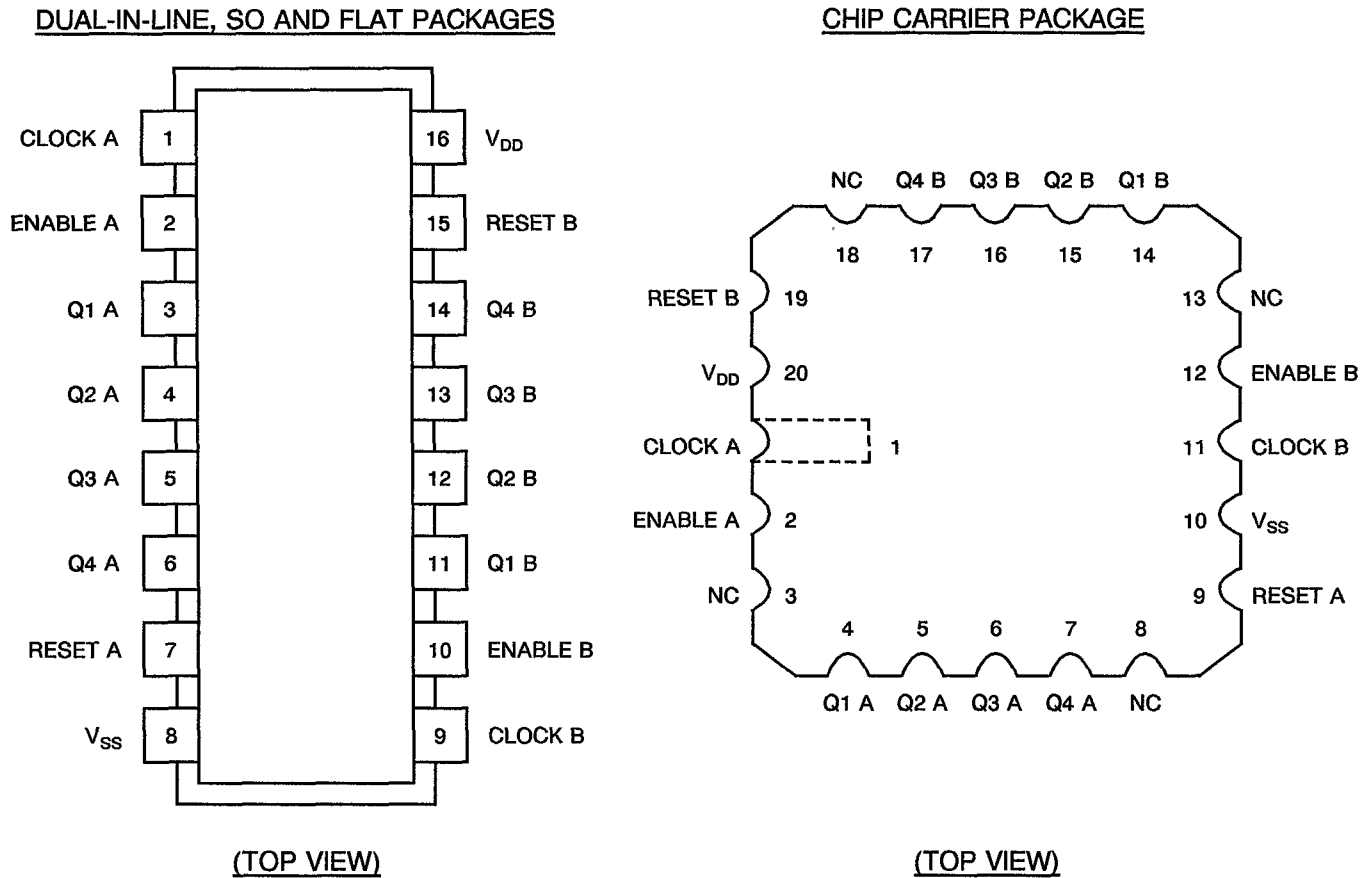 DUAL-IN-LINE, SO AND FLAT PACKAGES
CLOCK A 1 16 VDD
ENABLE A 2 15 RESET B
Q1 A 3 14 Q4 B
Q2 A 4 13 Q3 B
Q3 A 5 12 Q2 B
Q4 A 6 11 Q1 B
RESET A 7 10 ENABLE B
VSS 8 9 CLOCK B
(TOP VIEW)
CHIP CARRIER PACKAGE
NC Q4 B Q3 B Q2 B Q1 B
18 17 16 15 14
RESET B 19 13 NC
VDD 20 12 ENABLE B
CLOCK A 1 11 CLOCK B
ENABLE A 2 10 VSS
NC 3 9 RESET A
4 5 6 7 8
Q1 A Q2 A Q3 A Q4 A NC
(TOP VIEW)